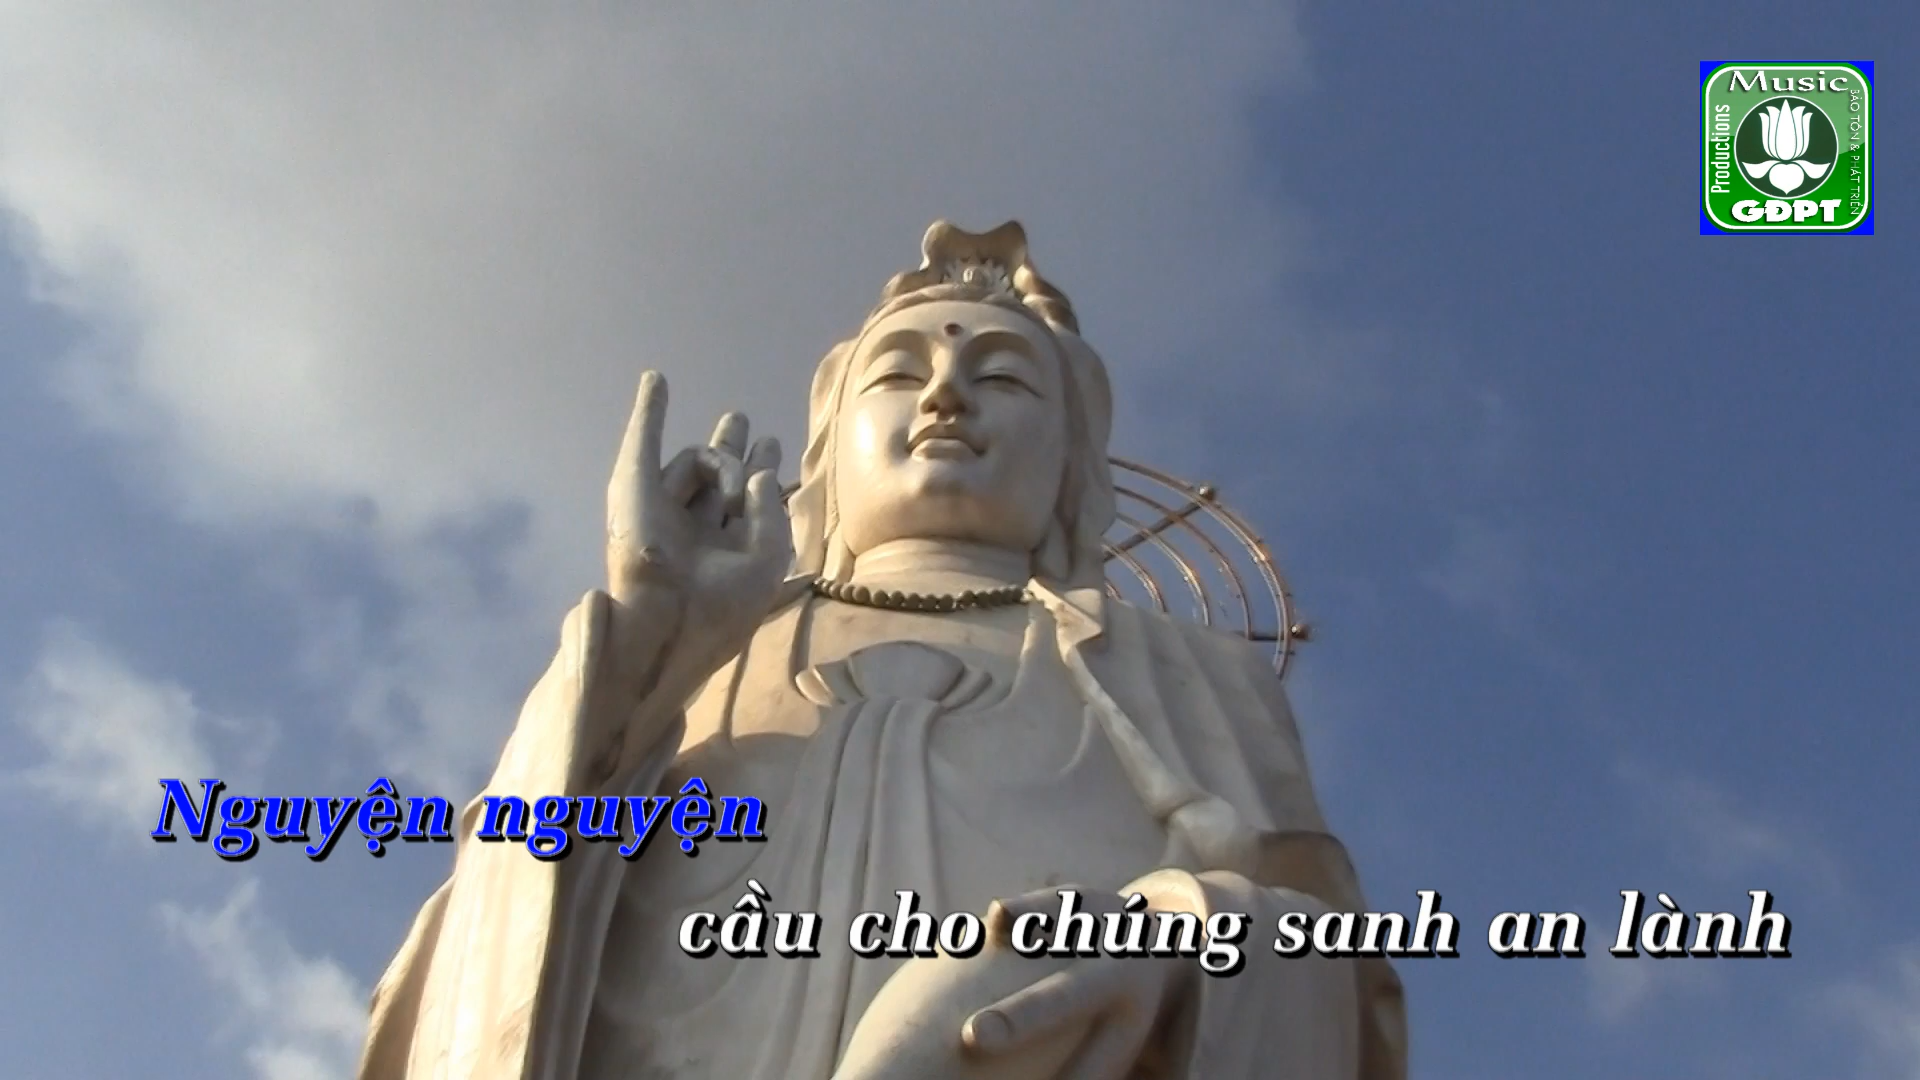 Music
Productions
BẢO TỒN & PHÁT TRIỂN
GĐPT
Nguyện nguyện
cầu cho chúng sanh an lành